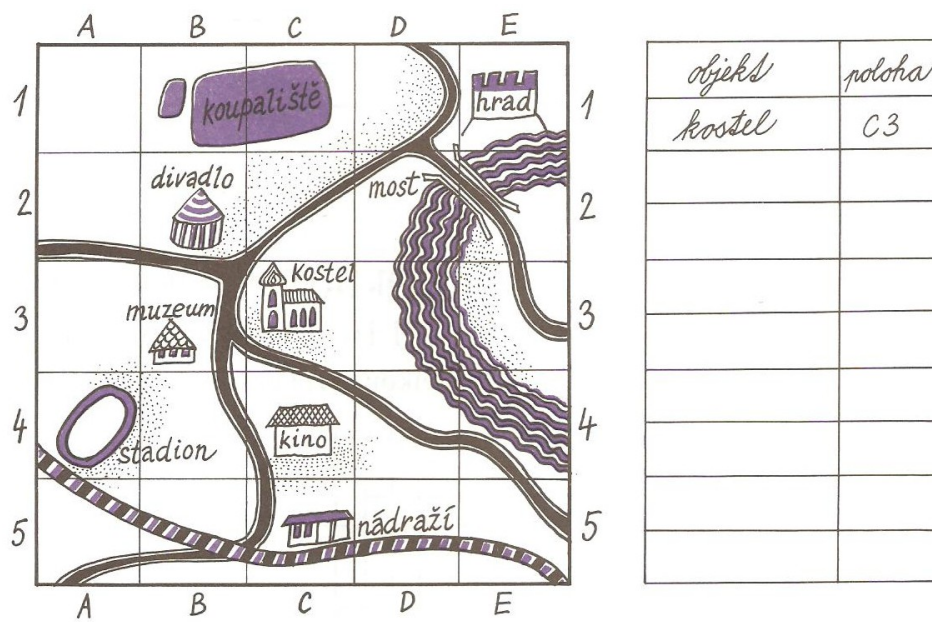 A B C D E
1 koupaliště hrad 1
divadlo
most
2 2
kostel
muzeum
3 3
4 kino 4
stadion
5 nádraží 5
A B C D E
objekt poloha
kostel C3